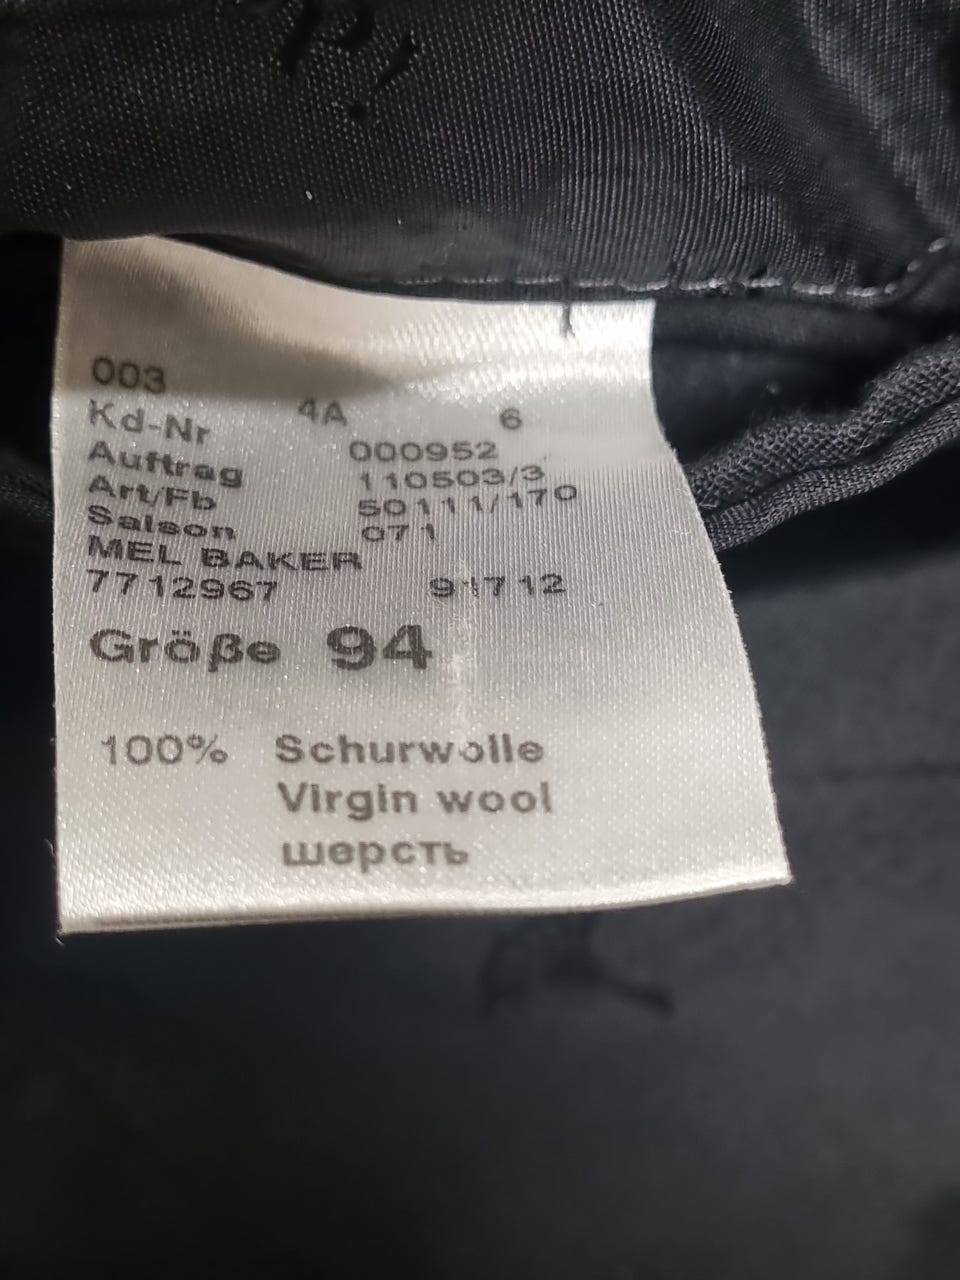 003 4A 6
Kd-Nr 000952
Auftrag 110503/3
Art/Fb 50111/170
Saison 071
MEL BAKER
7712967 91712
Größe 94
100% Schurwolle
Virgin wool
шерсть